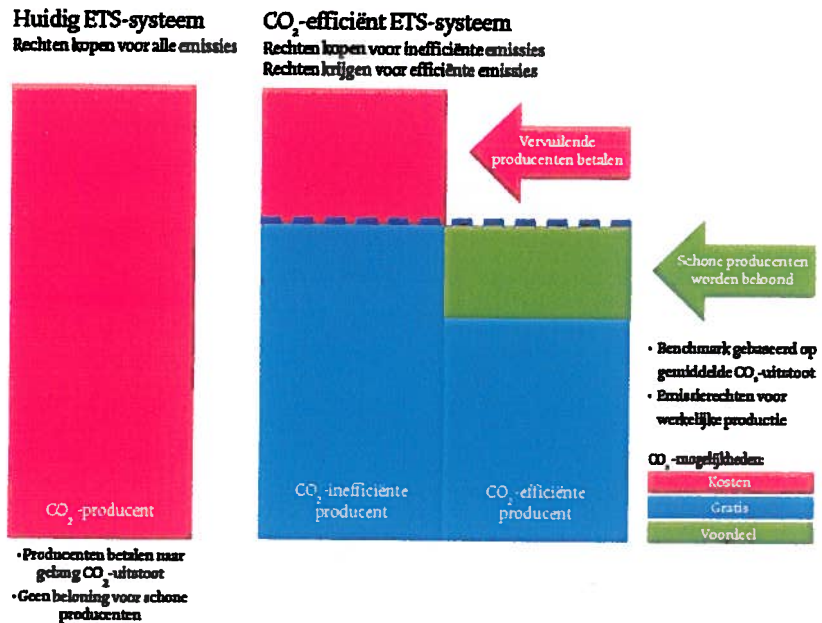 Huidig ETS-systeem
Rechten kopen voor alle emissies
CO₂-efficiënt ETS-systeem
Rechten kopen voor inefficiënte emissies
Rechten krijgen voor efficiënte emissies
Vervuilende
producenten betalen
Schone producenten
worden beloond
• Benchmark gebaseerd op
gemiddelde CO₂-uitstoot
• Emissierechten voor
werkelijke productie
CO₂-mogelijkheden:
Kosten
Gratis
Voordeel
CO₂-producent
CO₂-inefficiënte
producent
CO₂-efficiënte
producent
•Producenten betalen naar
gelang CO₂-uitstoot
•Geen beloning voor schone
producenten